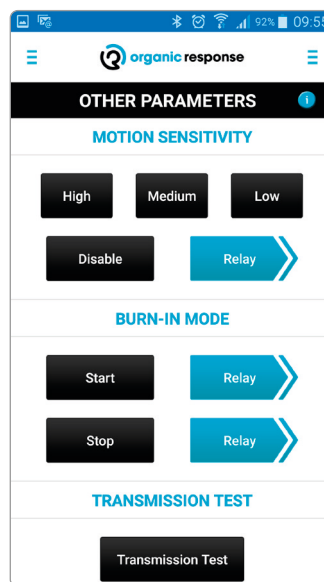 92% 09:55
organic response
OTHER PARAMETERS i
MOTION SENSITIVITY
High Medium Low
Disable Relay
BURN-IN MODE
Start Relay
Stop Relay
TRANSMISSION TEST
Transmission Test